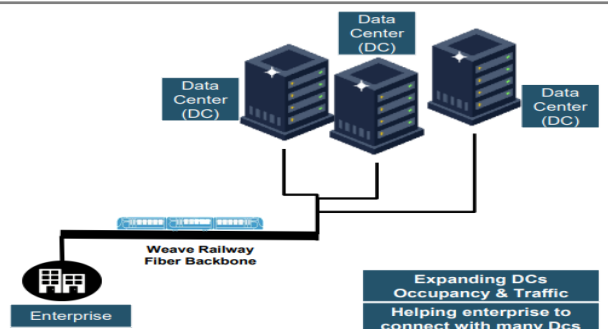 Data
Center
(DC)
Data
Center
(DC)
Data
Center
(DC)
Weave Railway
Fiber Backbone
Enterprise
Expanding DCs
Occupancy & Traffic
Helping enterprise to
connect with many Dcs